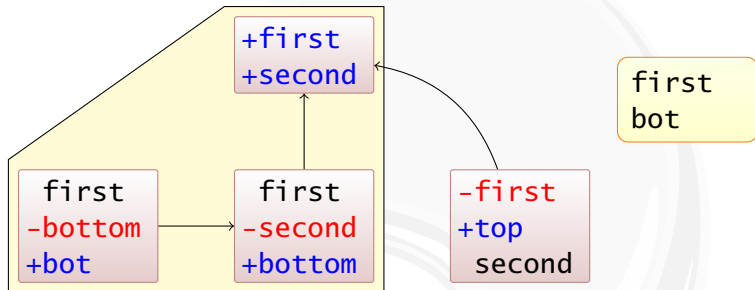 +first
+second
first
bot
first
-bottom
+bot
first
-second
+bottom
-first
+top
second